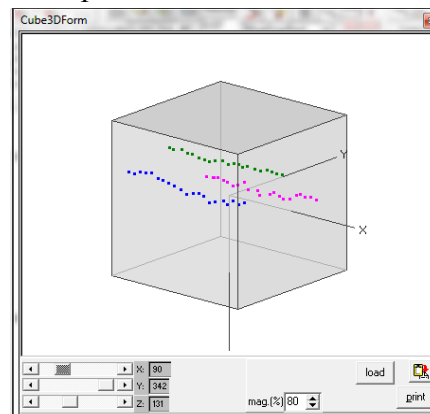 Cube3DForm
Y
X
X: 90
load
Y: 342
mag.(%) 80
print
Z: 131